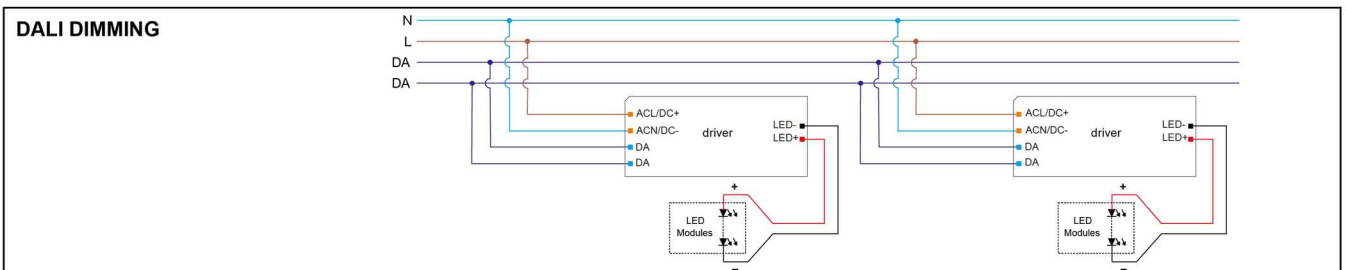 DALI DIMMING
N
L
DA
DA
ACL/DC+
ACN/DC-
DA
DA
driver
LED-
LED+
ACL/DC+
ACN/DC-
DA
DA
driver
LED-
LED+
+
LED
Modules
-
+
LED
Modules
-